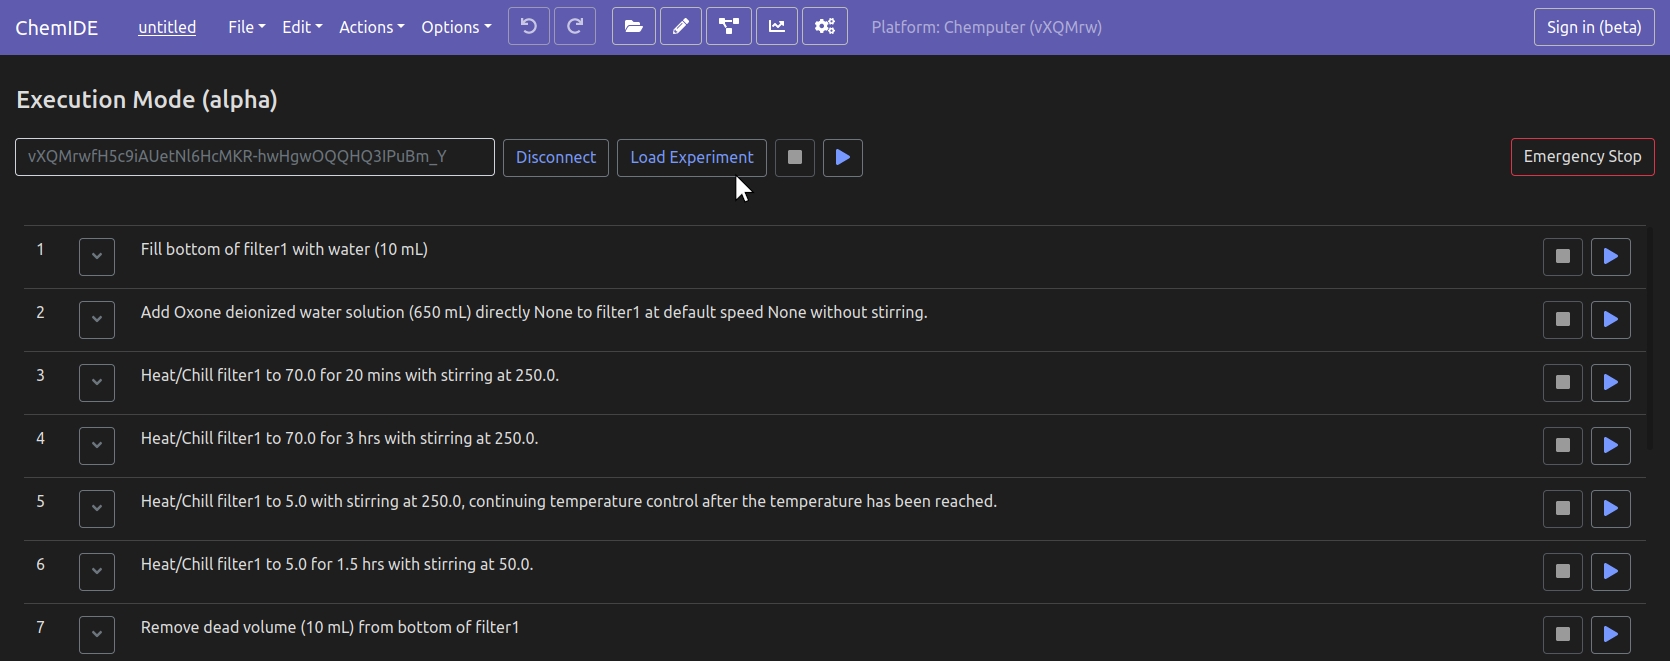 ChemIDE untitled File Edit Actions Options Platform: Chemputer (vXQMrw) Sign in (beta)
Execution Mode (alpha)
vXQMrwfH5c9iAUetNl6HcMKR-hwHgwOQQHQ3IPuBm_Y Disconnect Load Experiment Emergency Stop
1 Fill bottom of filter1 with water (10 mL)
2 Add Oxone deionized water solution (650 mL) directly None to filter1 at default speed None without stirring.
3 Heat/Chill filter1 to 70.0 for 20 mins with stirring at 250.0.
4 Heat/Chill filter1 to 70.0 for 3 hrs with stirring at 250.0.
5 Heat/Chill filter1 to 5.0 with stirring at 250.0, continuing temperature control after the temperature has been reached.
6 Heat/Chill filter1 to 5.0 for 1.5 hrs with stirring at 50.0.
7 Remove dead volume (10 mL) from bottom of filter1